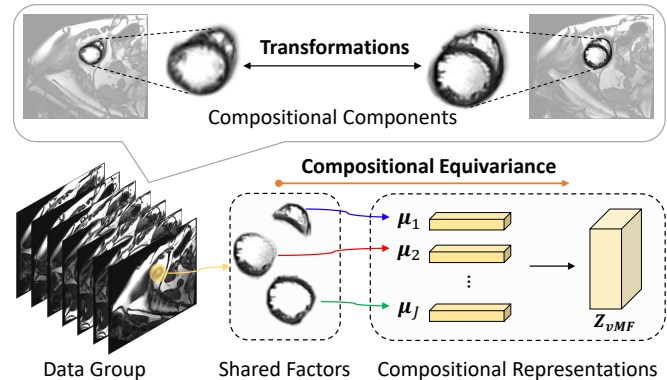 Transformations
Compositional Components
Compositional Equivariance
μ1
μ2
⋮
μJ
ZvMF
Data Group
Shared Factors
Compositional Representations